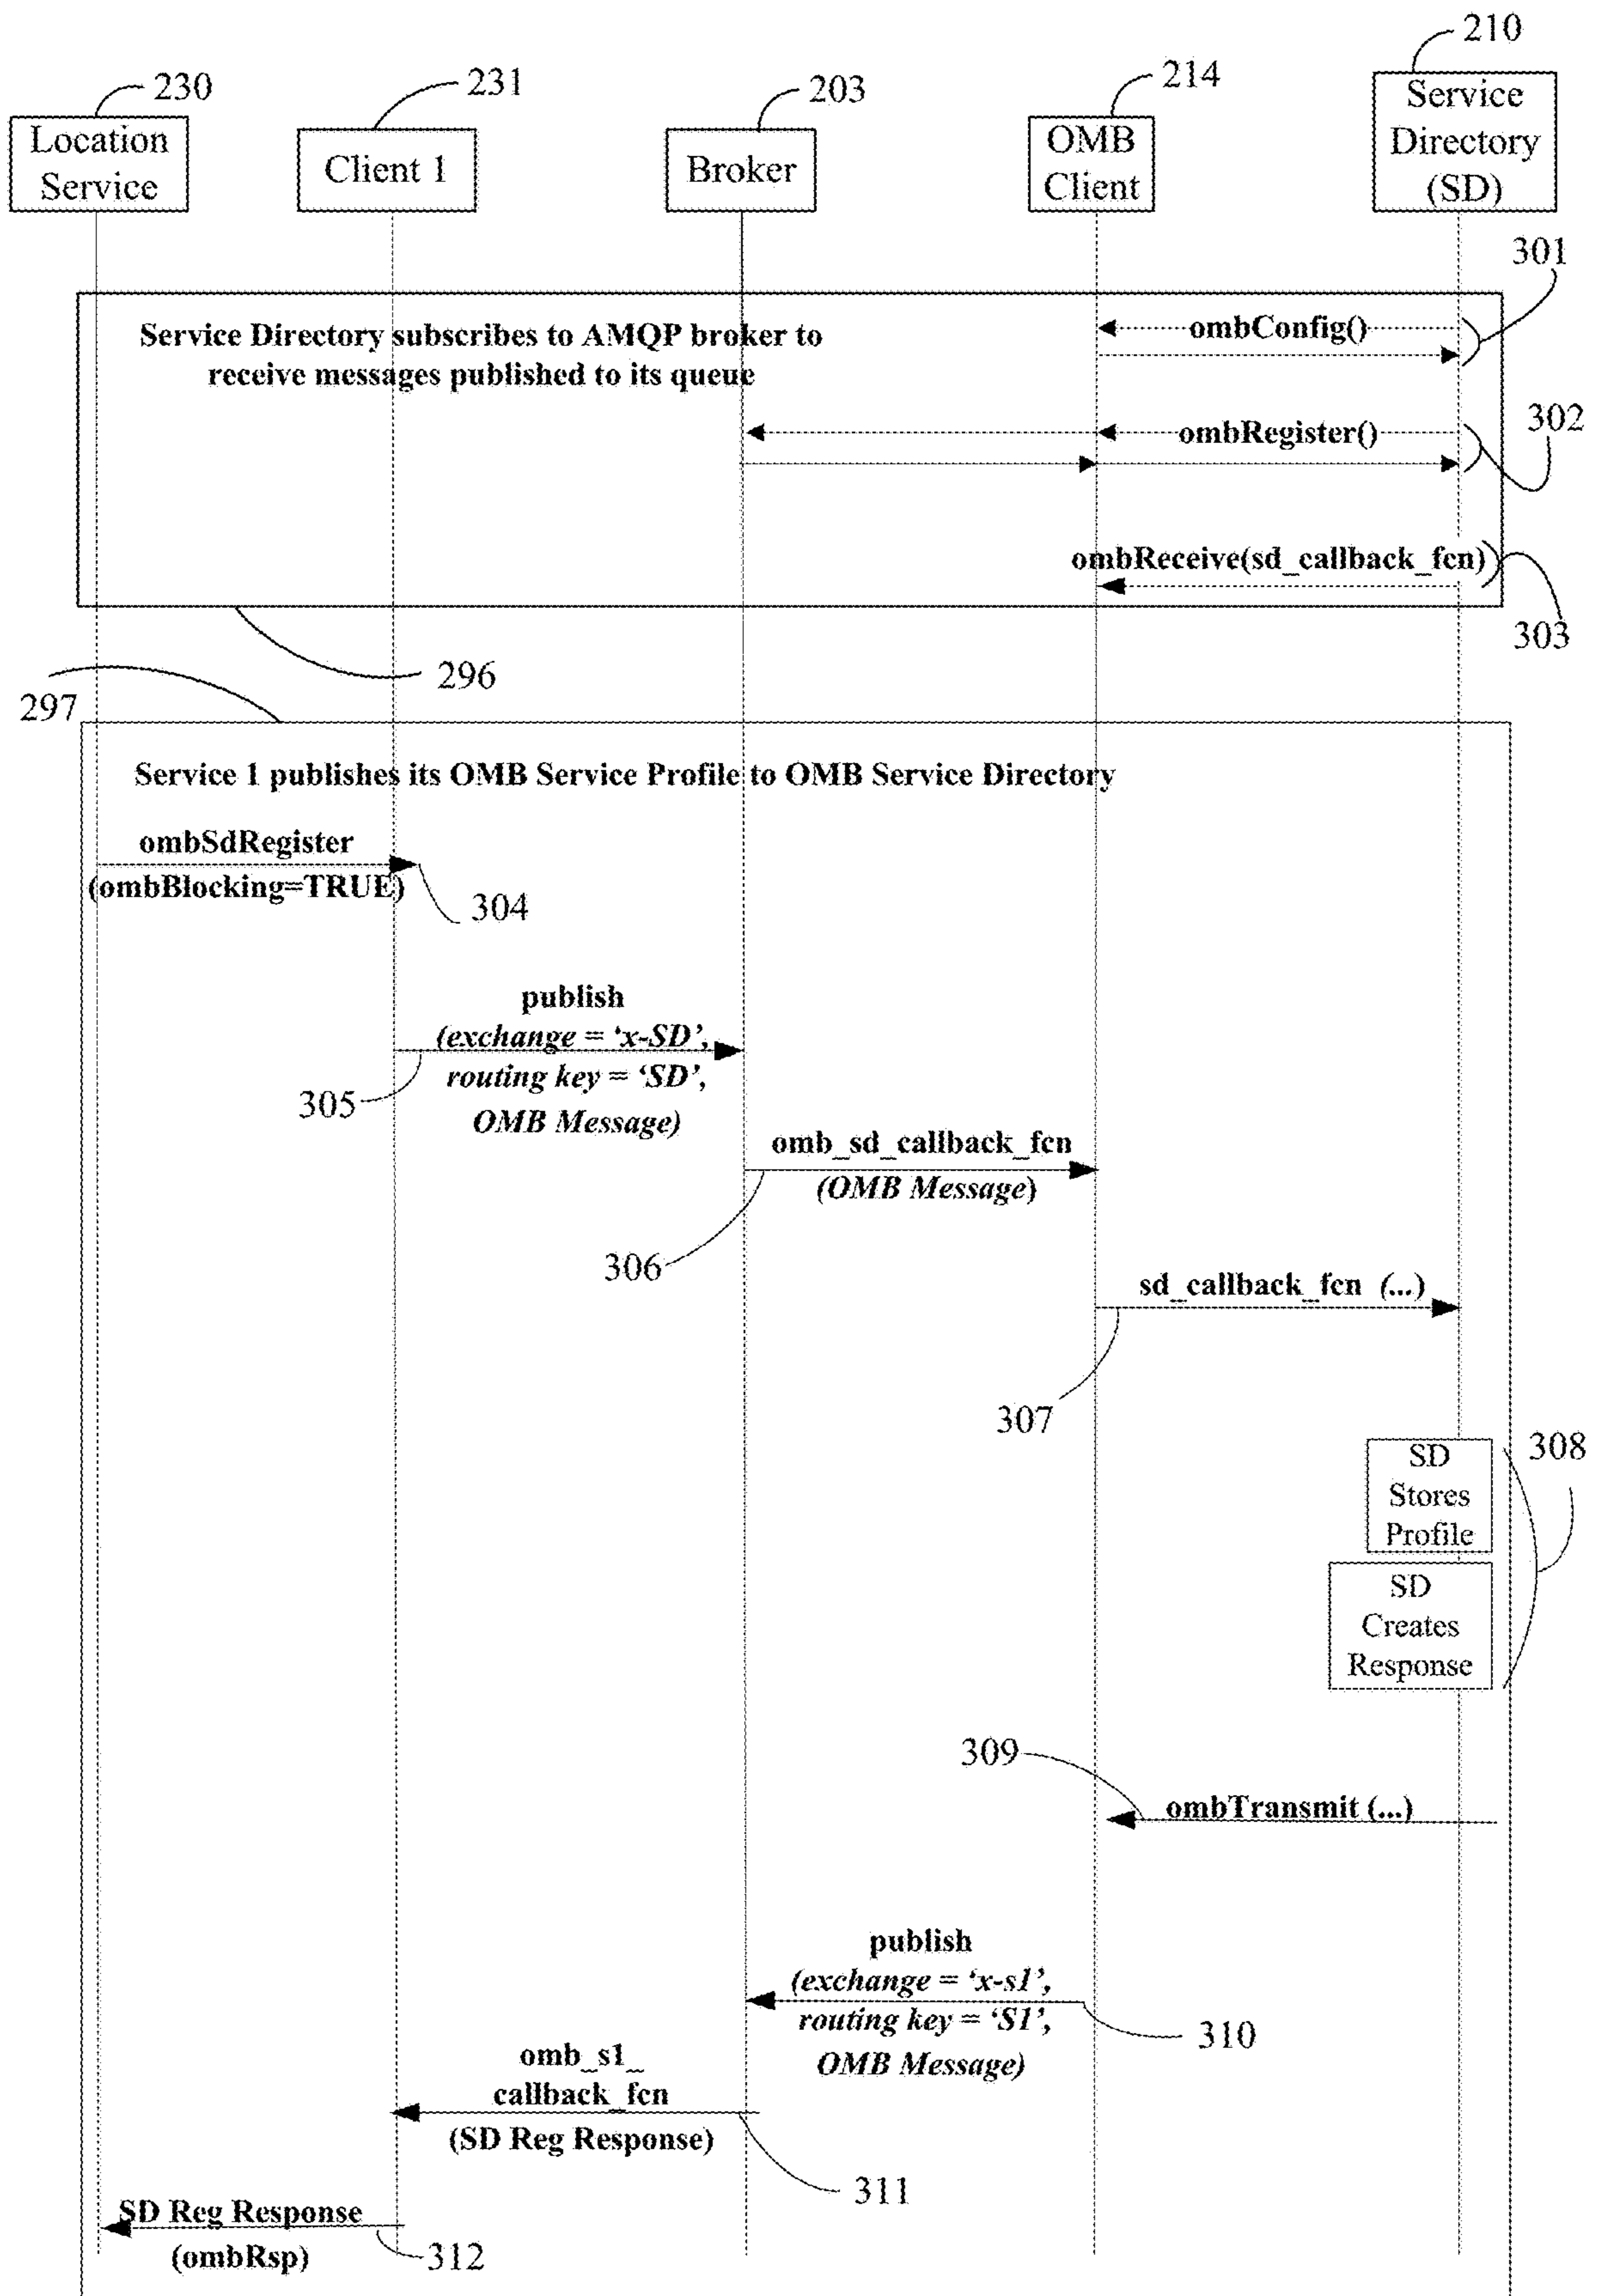 210
230
231
203
214
Location
Service
Client 1
Broker
OMB
Client
Service
Directory
(SD)
301
Service Directory subscribes to AMQP broker to
receive messages published to its queue
ombConfig()
302
ombRegister()
ombReceive(sd_callback_fcn)
303
296
297
Service 1 publishes its OMB Service Profile to OMB Service Directory
ombSdRegister
(ombBlocking=TRUE)
304
publish
(exchange = ‘x-SD’,
routing key = ‘SD’,
OMB Message)
305
omb_sd_callback_fcn
(OMB Message)
306
sd_callback_fcn (...)
307
308
SD
Stores
Profile
SD
Creates
Response
309
ombTransmit (...)
publish
(exchange = ‘x-s1’,
routing key = ‘S1’,
OMB Message)
310
omb_s1_
callback_fcn
(SD Reg Response)
311
SD Reg Response
(ombRsp)
312